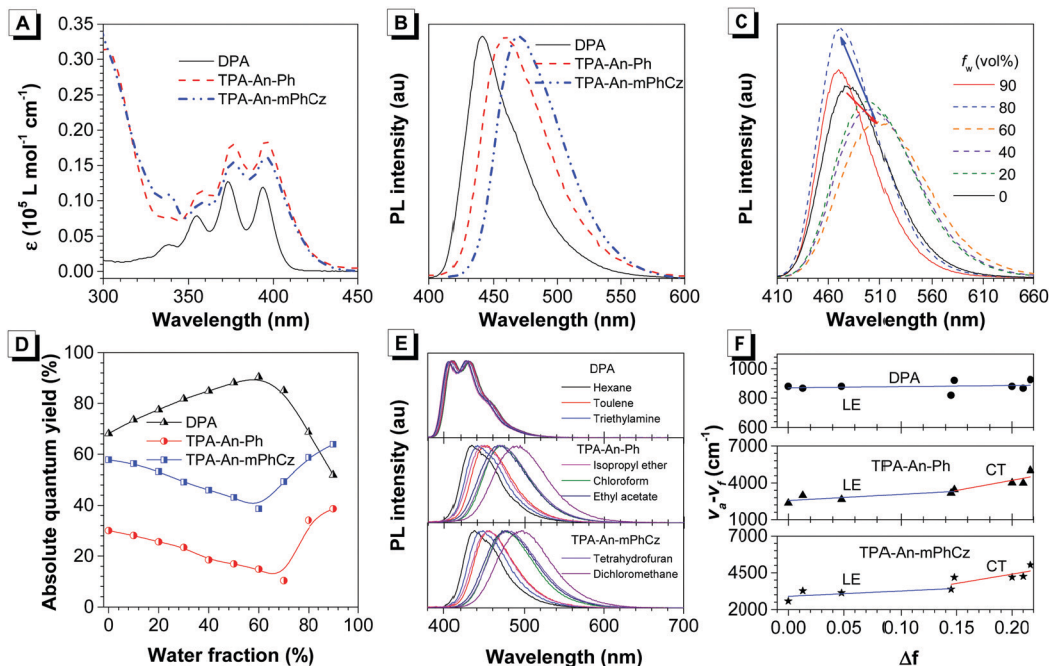 A
0.35
0.30
0.25
0.20
0.15
0.10
0.05
0.00
ε (10⁵ L mol⁻¹ cm⁻¹)
DPA
TPA-An-Ph
TPA-An-mPhCz
300 350 400 450
Wavelength (nm)
B
PL intensity (au)
DPA
TPA-An-Ph
TPA-An-mPhCz
400 450 500 550 600
Wavelength (nm)
C
PL intensity (au)
fw (vol%)
90
80
60
40
20
0
410 460 510 560 610 660
Wavelength (nm)
D
100
80
60
40
20
0
Absolute quantum yield (%)
DPA
TPA-An-Ph
TPA-An-mPhCz
0 20 40 60 80 100
Water fraction (%)
E
PL intensity (au)
DPA
Hexane
Toulene
Triethylamine
TPA-An-Ph
Isopropyl ether
Chloroform
Ethyl acetate
TPA-An-mPhCz
Tetrahydrofuran
Dichloromethane
400 500 600 700
Wavelength (nm)
F
νa-νf (cm⁻¹)
1000
800
600
DPA
LE
7000
5000
3000
1000
TPA-An-Ph
LE
CT
6000
4000
2000
TPA-An-mPhCz
LE
CT
0.00 0.05 0.10 0.15 0.20
Δf